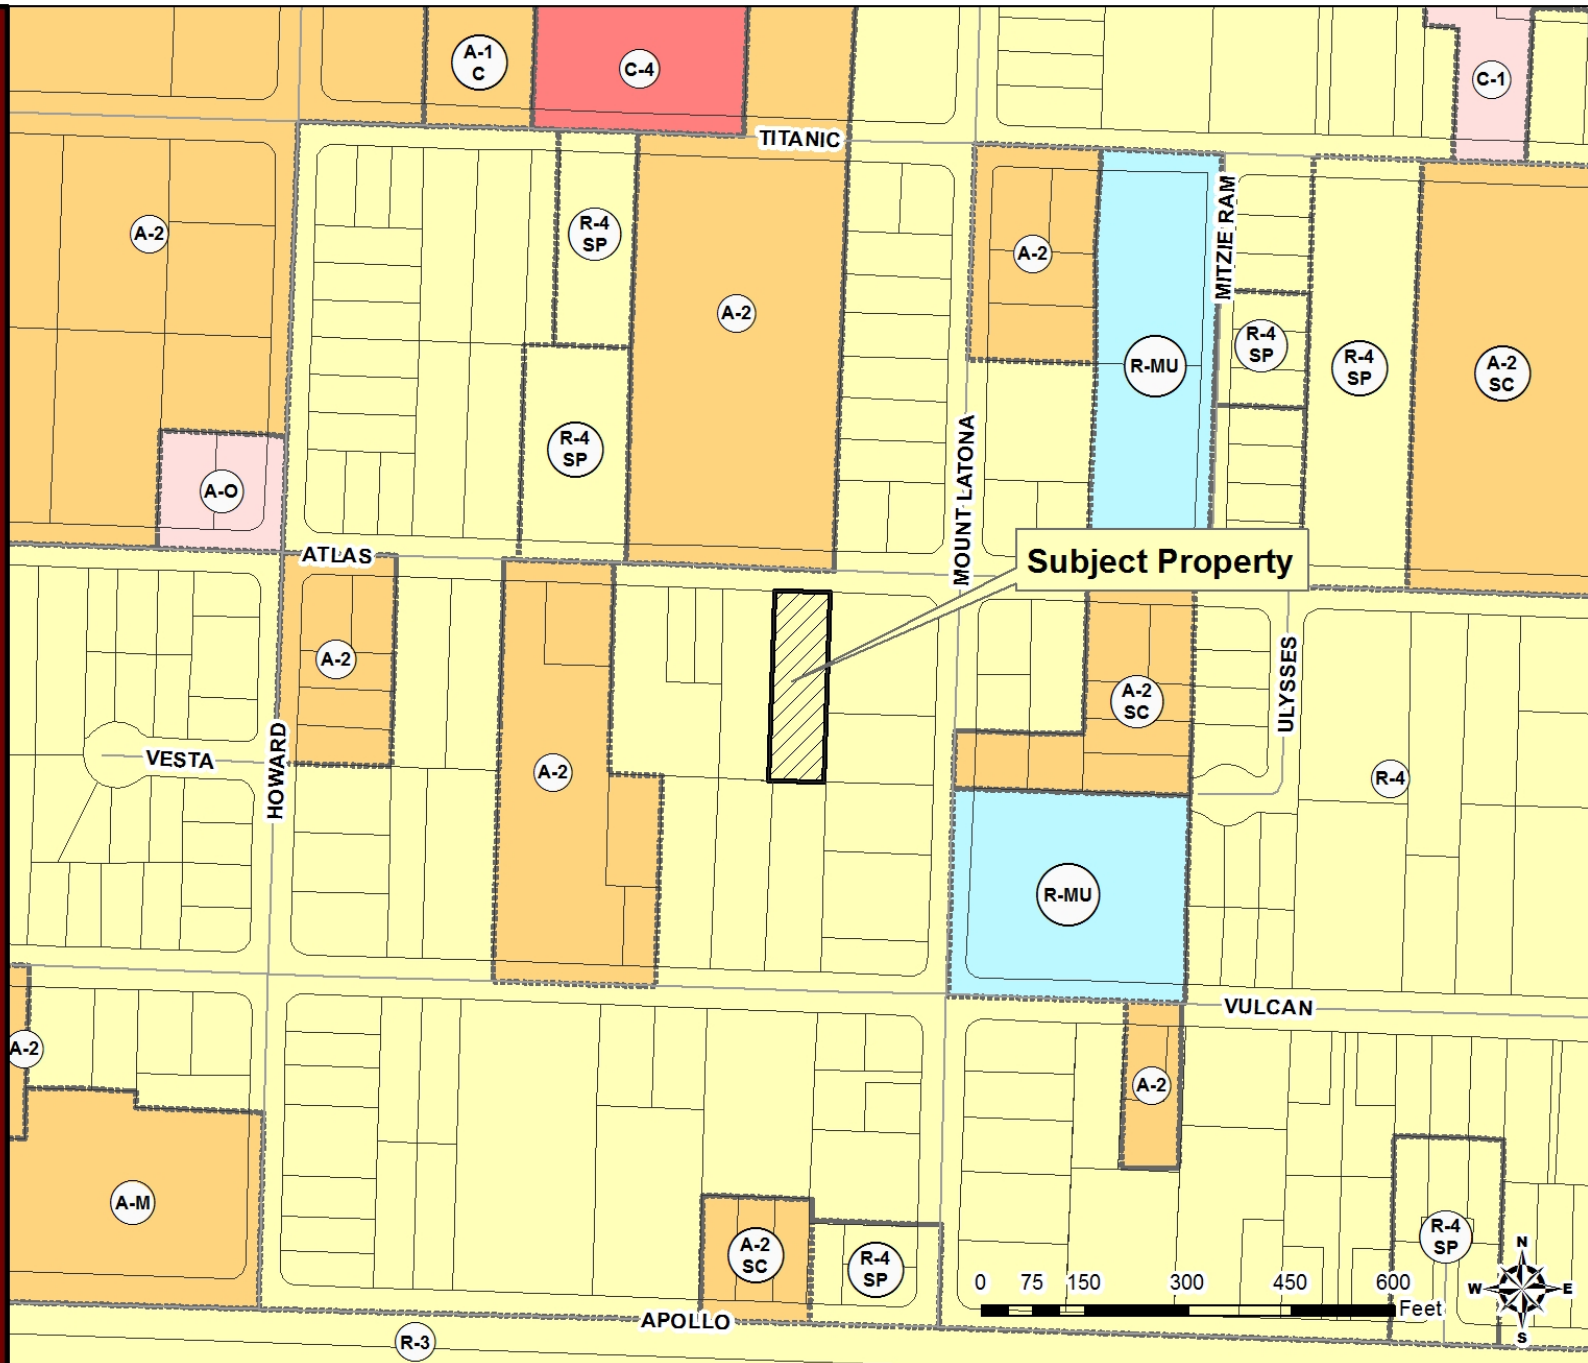 A-1
C
C-4
C-1
TITANIC
A-2
R-4
SP
A-2
A-2
MITZIE RAM
R-MU
R-4
SP
R-4
SP
A-2
SC
R-4
SP
A-O
MOUNT LATONA
ATLAS
Subject Property
A-2
A-2
SC
ULYSSES
VESTA
HOWARD
A-2
R-4
R-MU
VULCAN
A-2
A-2
A-M
A-2
SC
R-4
SP
R-4
SP
N
W
E
S
0 75 150 300 450 600
Feet
APOLLO
R-3